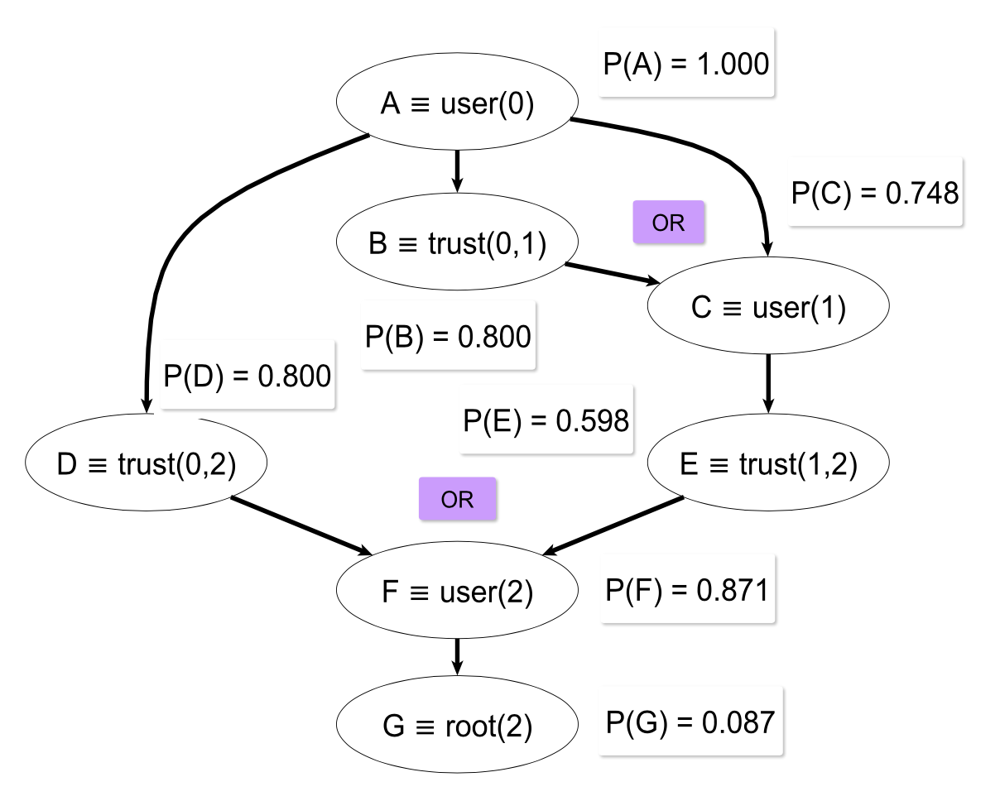 P(A) = 1.000
A ≡ user(0)
P(C) = 0.748
OR
B ≡ trust(0,1)
C ≡ user(1)
P(B) = 0.800
P(D) = 0.800
P(E) = 0.598
D ≡ trust(0,2)
E ≡ trust(1,2)
OR
F ≡ user(2)
P(F) = 0.871
G ≡ root(2)
P(G) = 0.087